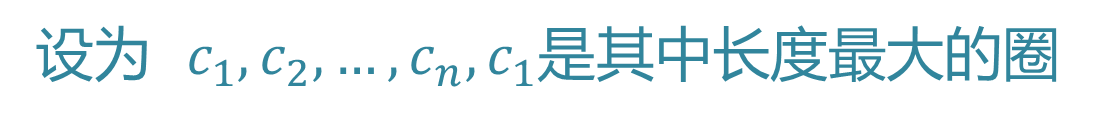 设为 c₁, c₂, … , cₙ, c₁是其中长度最大的圈